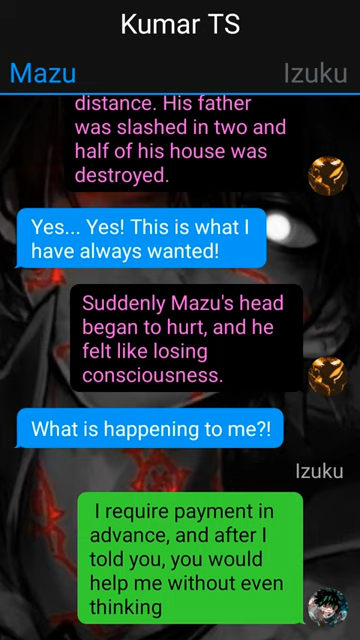 Kumar TS
Mazu
Izuku
distance. His father
was slashed in two and
half of his house was
destroyed.
Yes... Yes! This is what I
have always wanted!
Suddenly Mazu's head
began to hurt, and he
felt like losing
consciousness.
What is happening to me?!
Izuku
I require payment in
advance, and after I
told you, you would
help me without even
thinking